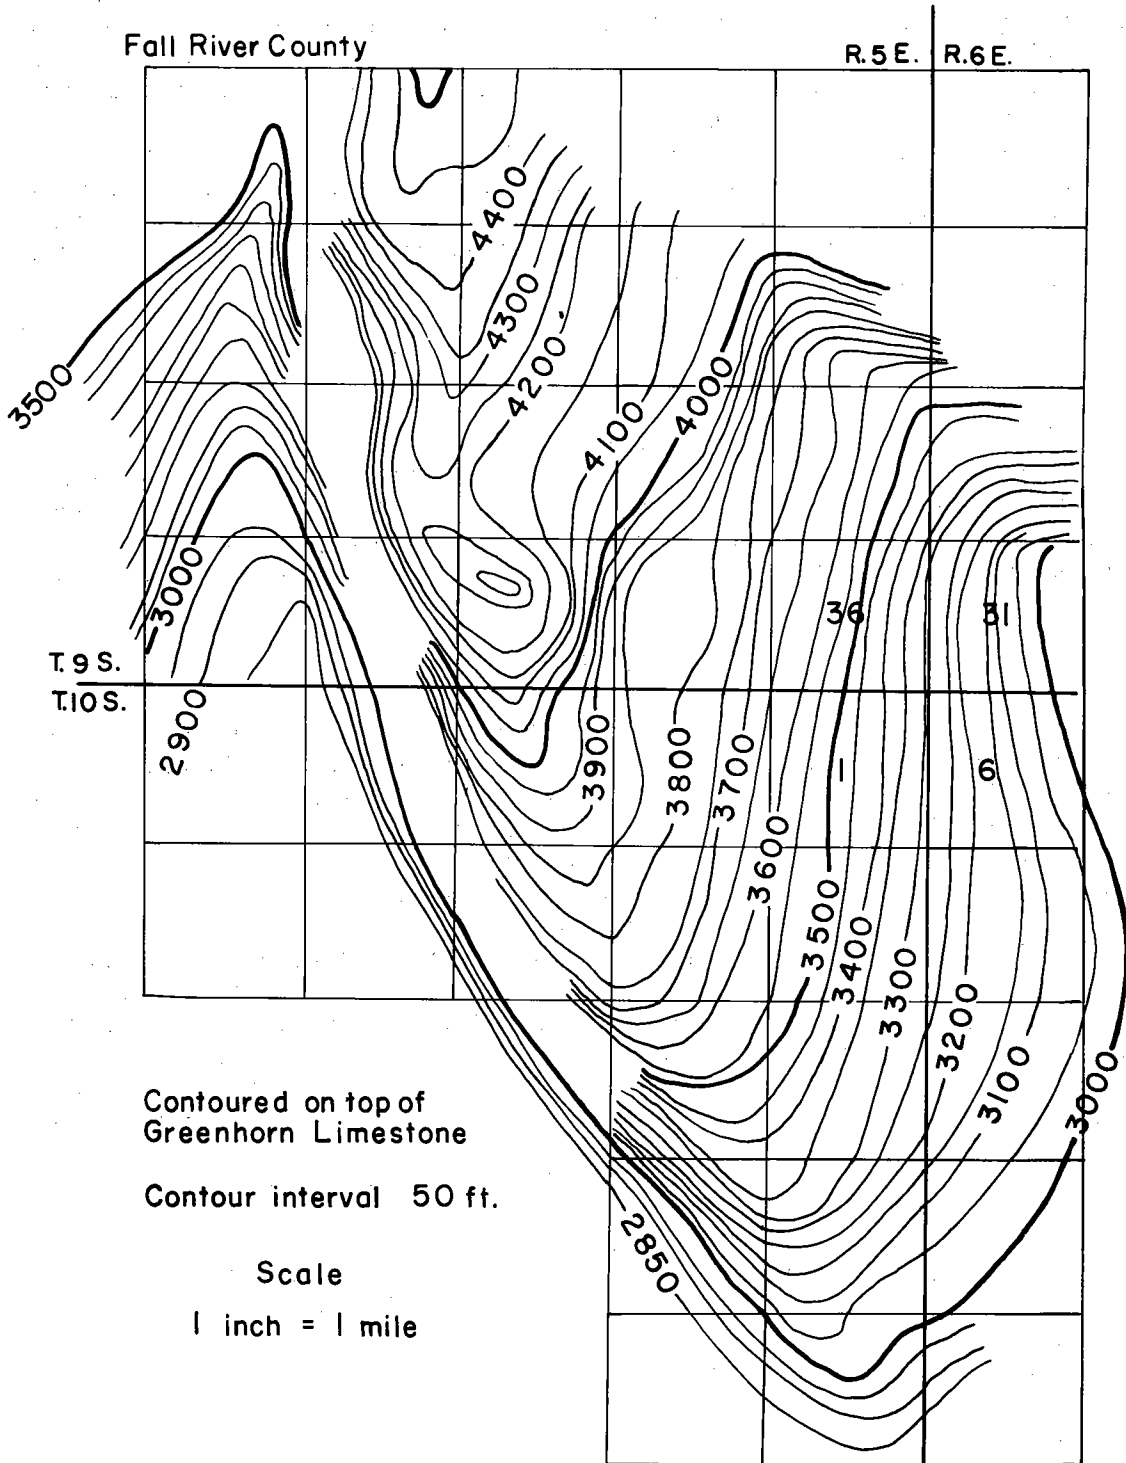 Fall River County
R.5 E. R.6 E.
4400
4300
3500
4200
4000
4100
3000
36
31
T. 9 S.
T.10 S.
2900
3900
3800
3700
1
6
3600
3500
3400
3300
3200
3100
3000
Contoured on top of
Greenhorn Limestone
Contour interval 50 ft.
2850
Scale
1 inch = 1 mile